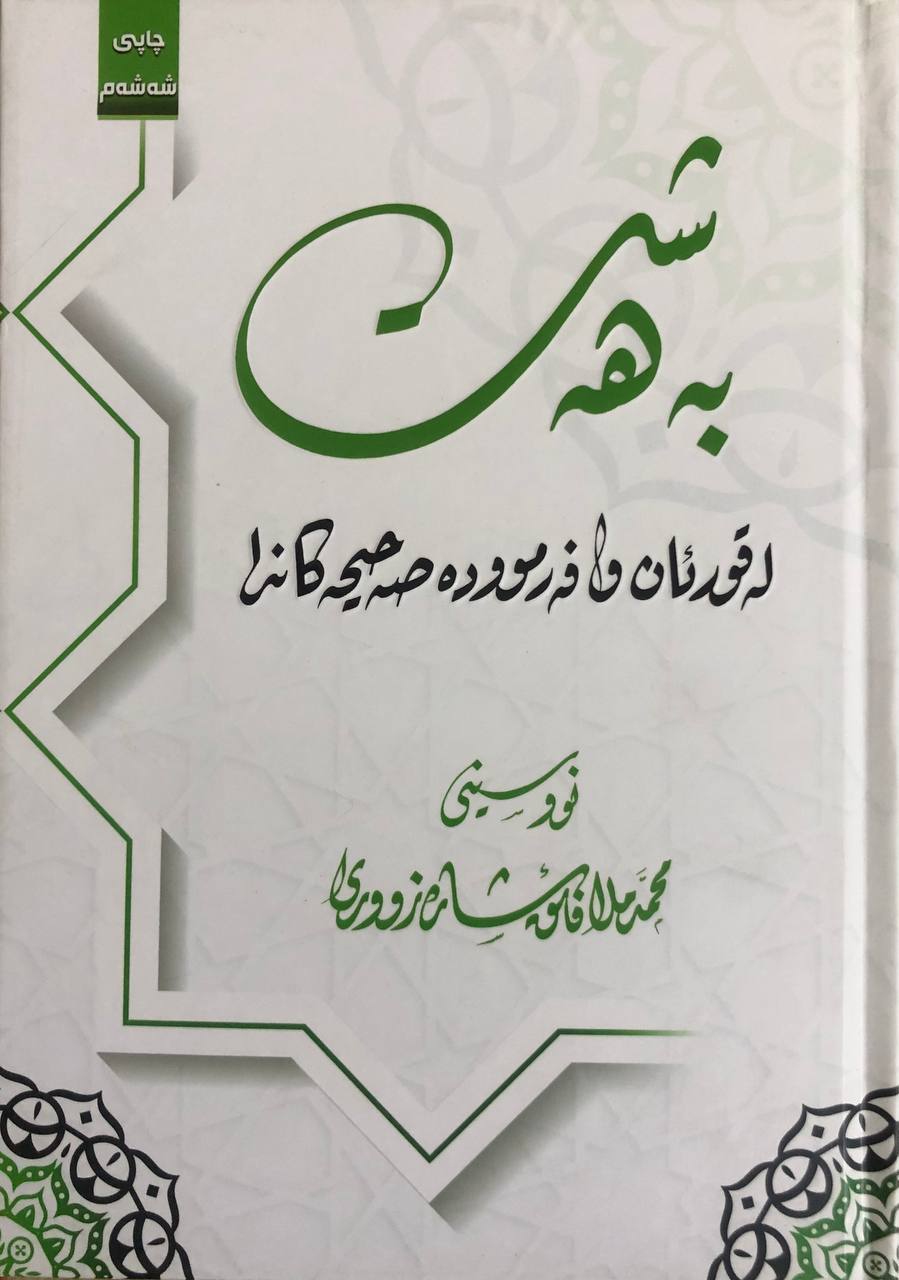 چاپی
شەشەم
بەهەشت
لە قورئان و فەرموودە صەحیحەکاندا
نووسینی
محمد ملا فائق شارەزووری